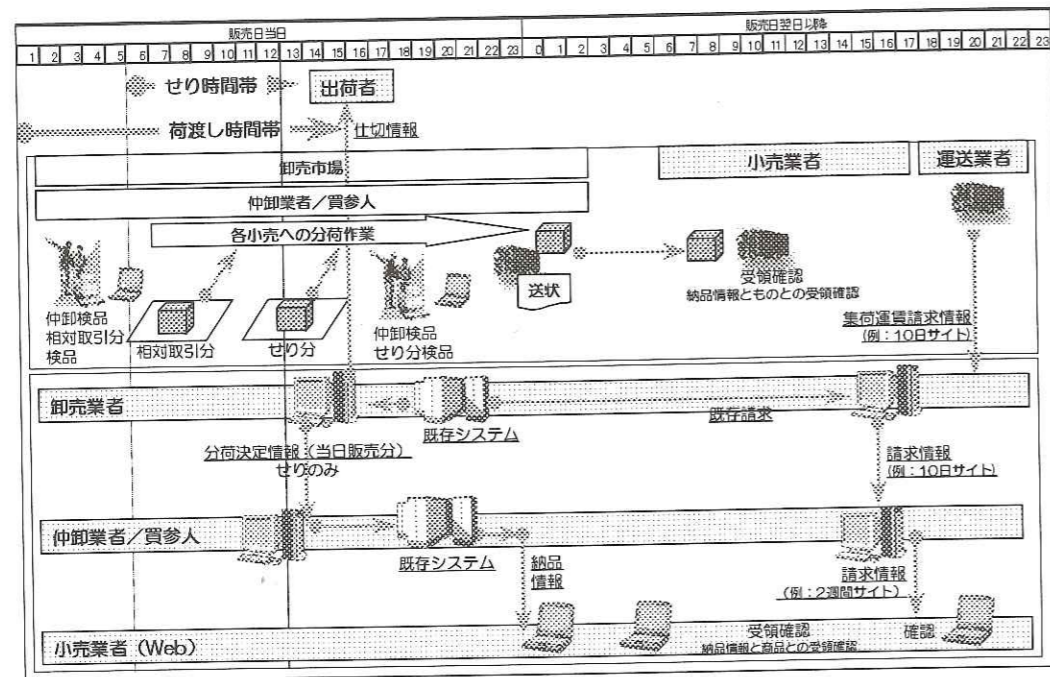 販売日当日
販売日翌日以降
1 2 3 4 5 6 7 8 9 10 11 12 13 14 15 16 17 18 19 20 21 22 23 0 1 2 3 4 5 6 7 8 9 10 11 12 13 14 15 16 17 18 19 20 21 22 23
せり時間帯
出荷者
荷渡し時間帯
仕切情報
卸売市場
小売業者
運送業者
仲卸業者/買参人
各小売への分荷作業
送状
受領確認
納品情報とものとの受領確認
仲卸検品
相対取引分
検品
相対取引分
せり分
仲卸検品
せり分検品
集荷運賃請求情報
(例:10日サイト)
卸売業者
既存システム
既存請求
分荷決定情報(当日販売分)
せりのみ
請求情報
(例:10日サイト)
仲卸業者/買参人
既存システム
納品
情報
請求情報
(例:2週間サイト)
小売業者(Web)
受領確認
納品情報と商品との受領確認
確認